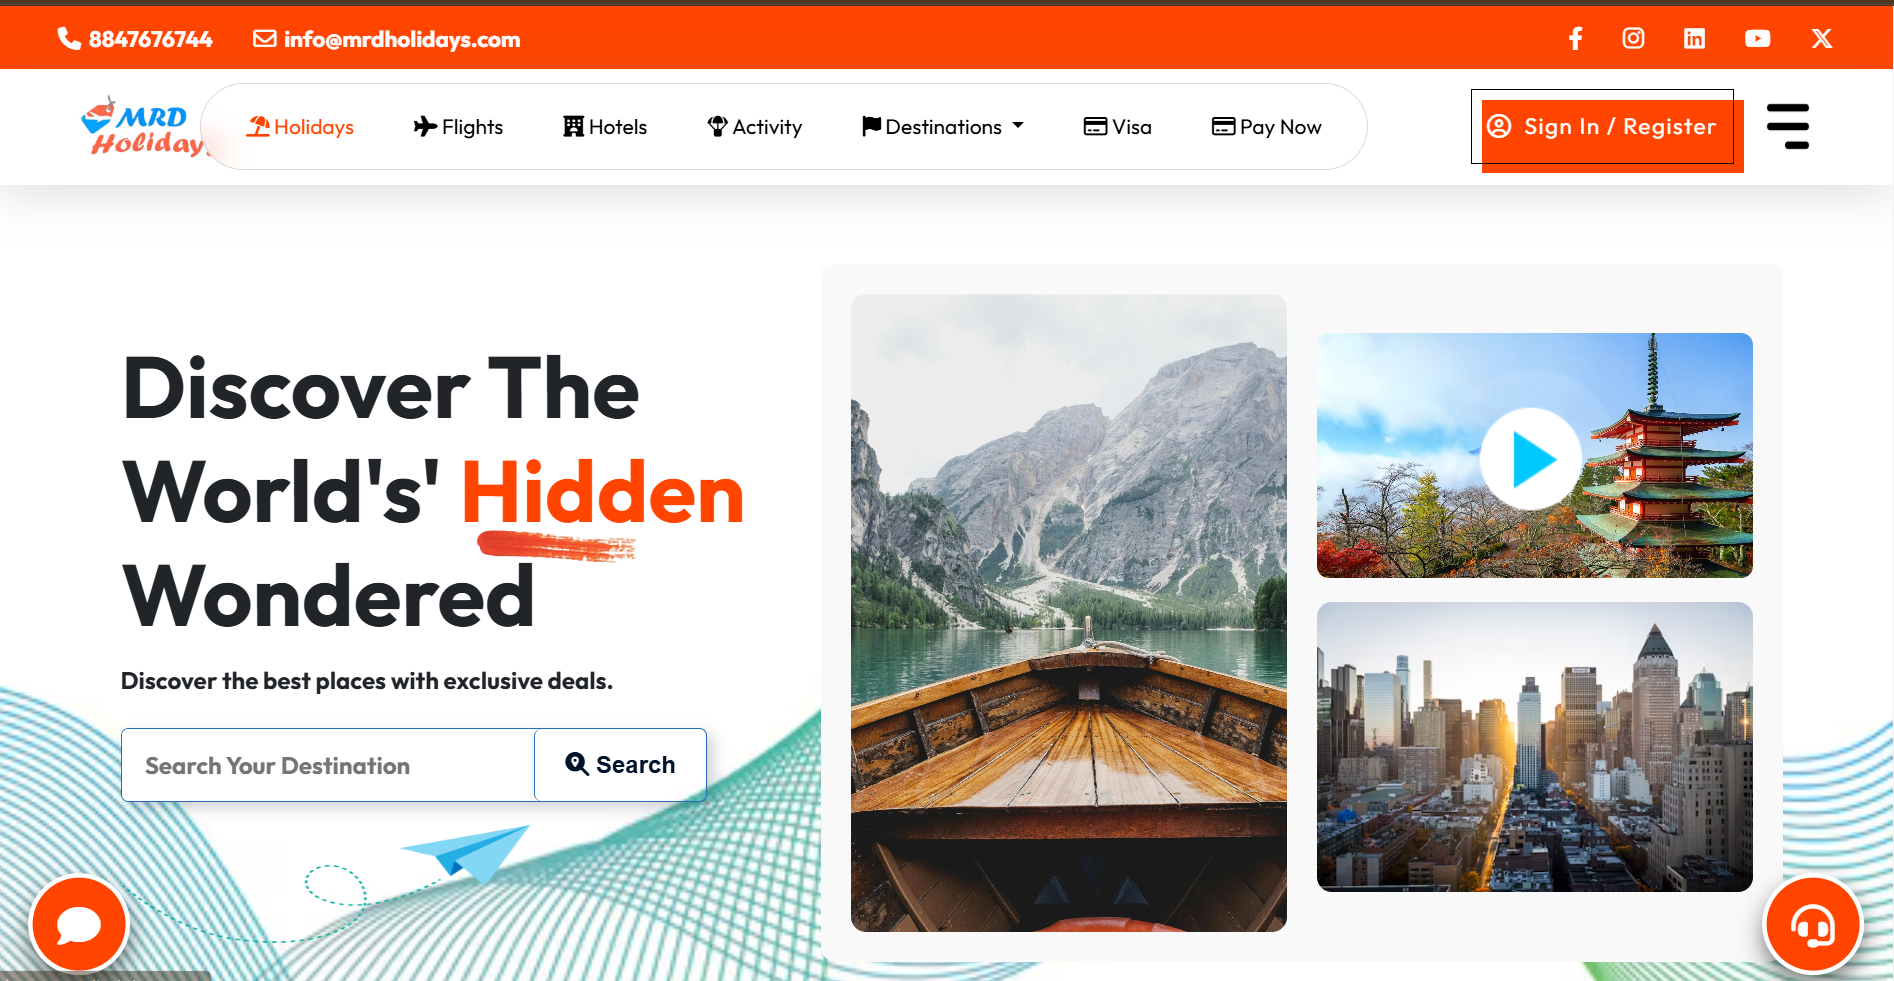 8847676744 info@mrdholidays.com
MRD
Holidays
Holidays Flights Hotels Activity Destinations Visa Pay Now
Sign In / Register
Discover The
World's' Hidden
Wondered
Discover the best places with exclusive deals.
Search Your Destination Search